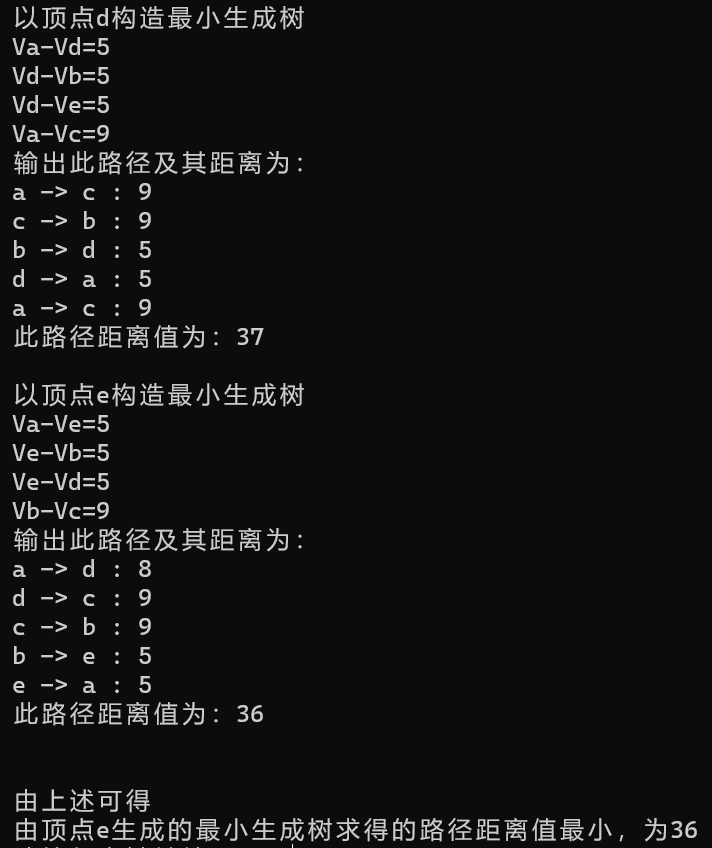 以顶点d构造最小生成树
Va-Vd=5
Vd-Vb=5
Vd-Ve=5
Va-Vc=9
输出此路径及其距离为:
a -> c : 9
c -> b : 9
b -> d : 5
d -> a : 5
a -> c : 9
此路径距离值为: 37
以顶点e构造最小生成树
Va-Ve=5
Ve-Vb=5
Ve-Vd=5
Vb-Vc=9
输出此路径及其距离为:
a -> d : 8
d -> c : 9
c -> b : 9
b -> e : 5
e -> a : 5
此路径距离值为: 36
由上述可得
由顶点e生成的最小生成树求得的路径距离值最小, 为36